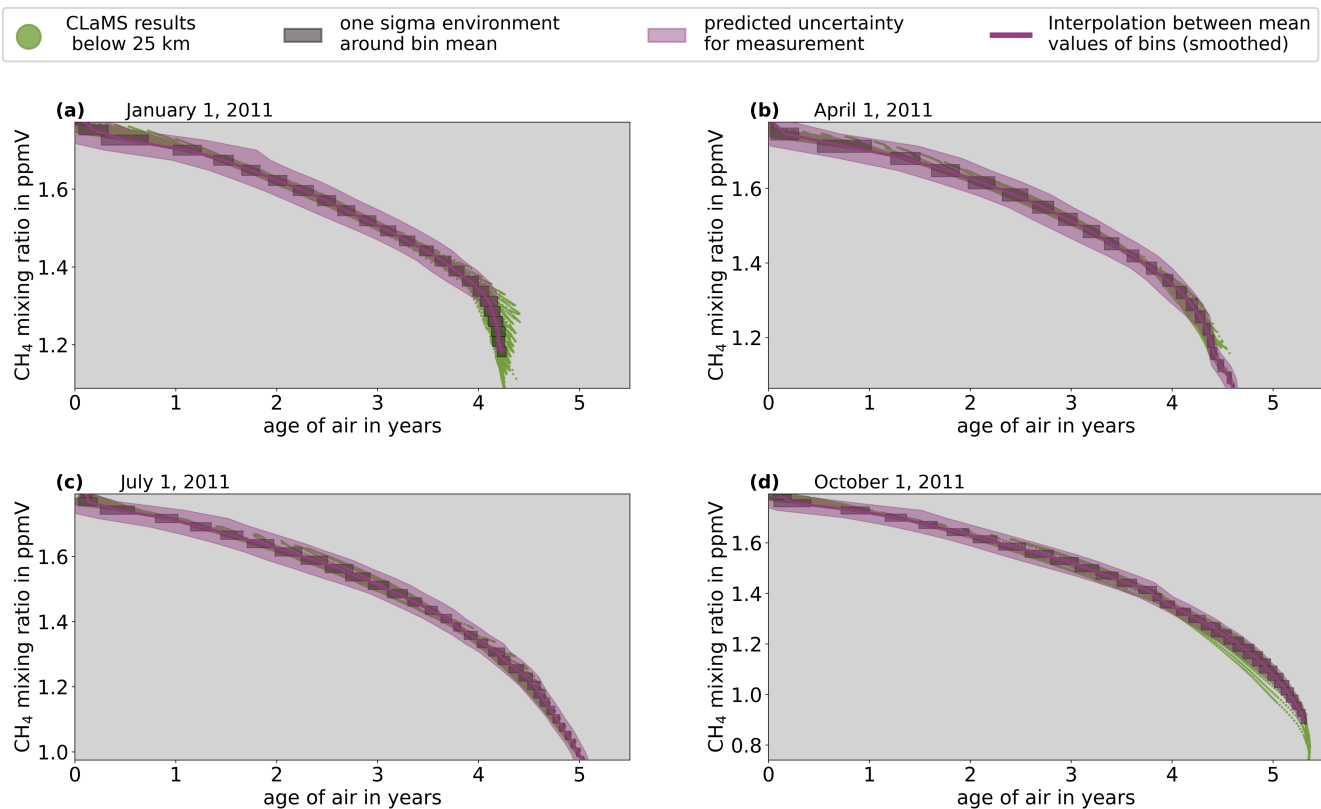 CLaMS results
below 25 km
one sigma environment
around bin mean
predicted uncertainty
for measurement
Interpolation between mean
values of bins (smoothed)
(a) January 1, 2011
CH₄ mixing ratio in ppmV
1.6
1.4
1.2
0 1 2 3 4 5
age of air in years
(b) April 1, 2011
CH₄ mixing ratio in ppmV
1.6
1.4
1.2
0 1 2 3 4 5
age of air in years
(c) July 1, 2011
CH₄ mixing ratio in ppmV
1.6
1.4
1.2
1.0
0 1 2 3 4 5
age of air in years
(d) October 1, 2011
CH₄ mixing ratio in ppmV
1.6
1.4
1.2
1.0
0.8
0 1 2 3 4 5
age of air in years